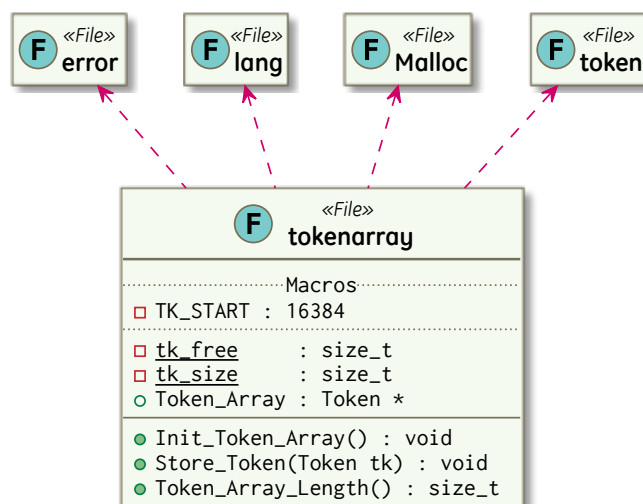 F «File» error
F «File» lang
F «File» Malloc
F «File» token
F «File»
tokenarray
Macros
TK_START : 16384
tk_free : size_t
tk_size : size_t
Token_Array : Token *
Init_Token_Array() : void
Store_Token(Token tk) : void
Token_Array_Length() : size_t